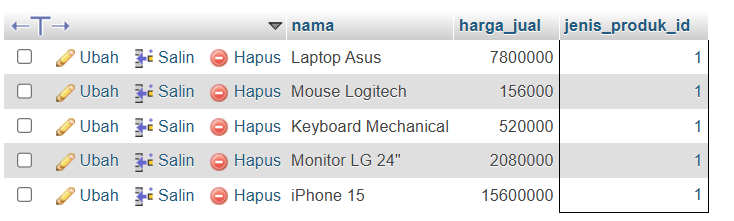 nama harga_jual jenis_produk_id
Ubah Salin Hapus Laptop Asus 7800000 1
Ubah Salin Hapus Mouse Logitech 156000 1
Ubah Salin Hapus Keyboard Mechanical 520000 1
Ubah Salin Hapus Monitor LG 24" 2080000 1
Ubah Salin Hapus iPhone 15 15600000 1